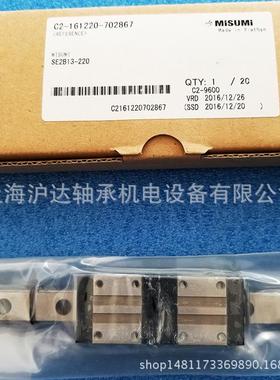 C2-161220-702867
(REFERENCE)
MiSUMi
Made in Vietnam
MISUMI
SE2B13-220
QTY: 1 / 20
C2-9600
VRD 2016/12/26
C2161220702867
(SSD 2016/12/20 )
上海沪达轴承机电设备有限公司
shop1481173369890.168